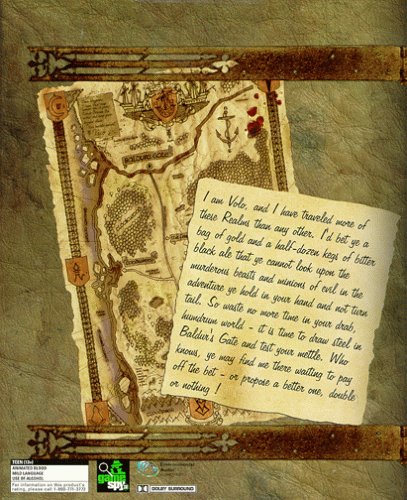 I am Volo, and I have traveled more of
these Realms than any other. I'd bet ye a
bag of gold and a half-dozen kegs of bitter
black ale that ye cannot look upon the
murderous beasts and minions of evil in the
adventure ye hold in your hand and not turn
tail. So waste no more time in your drab,
humdrum world - it is time to draw steel in
Baldur's Gate and test your mettle. Who
knows, ye may find me there waiting to pay
off the bet - or propose a better one, double
or nothing !
TEEN (13+)
ANIMATED BLOOD
MILD LANGUAGE
USE OF ALCOHOL
For information on this product's
rating, please call 1-800-771-3772
game
spy
DOLBY SURROUND